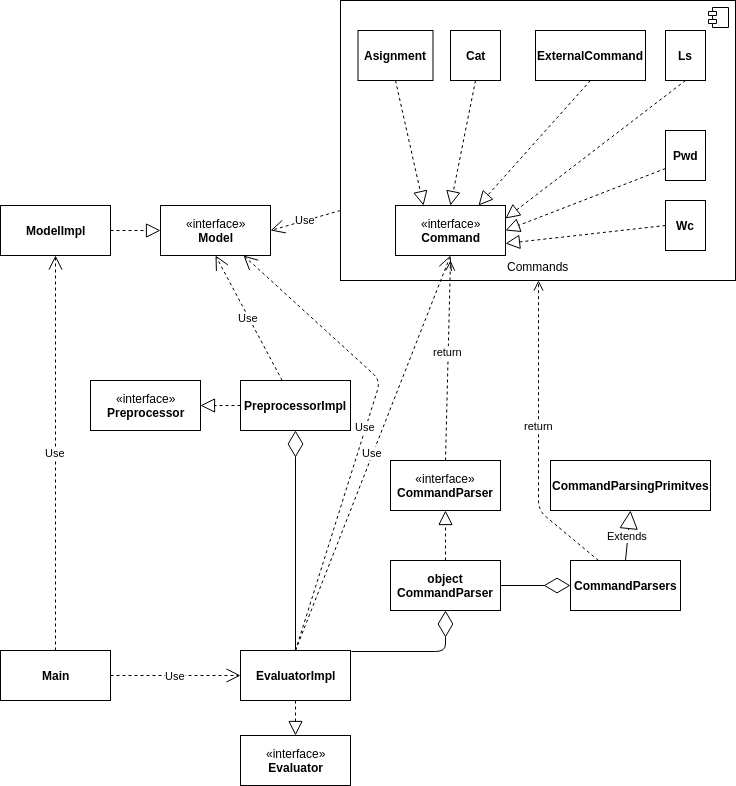 Asignment
Cat
ExternalCommand
Ls
Pwd
Wc
ModelImpl
«interface»
Model
Use
«interface»
Command
Commands
Use
return
«interface»
Preprocessor
PreprocessorImpl
Use
Use
return
Use
«interface»
CommandParser
CommandParsingPrimitves
Extends
object
CommandParser
CommandParsers
Main
Use
EvaluatorImpl
«interface»
Evaluator